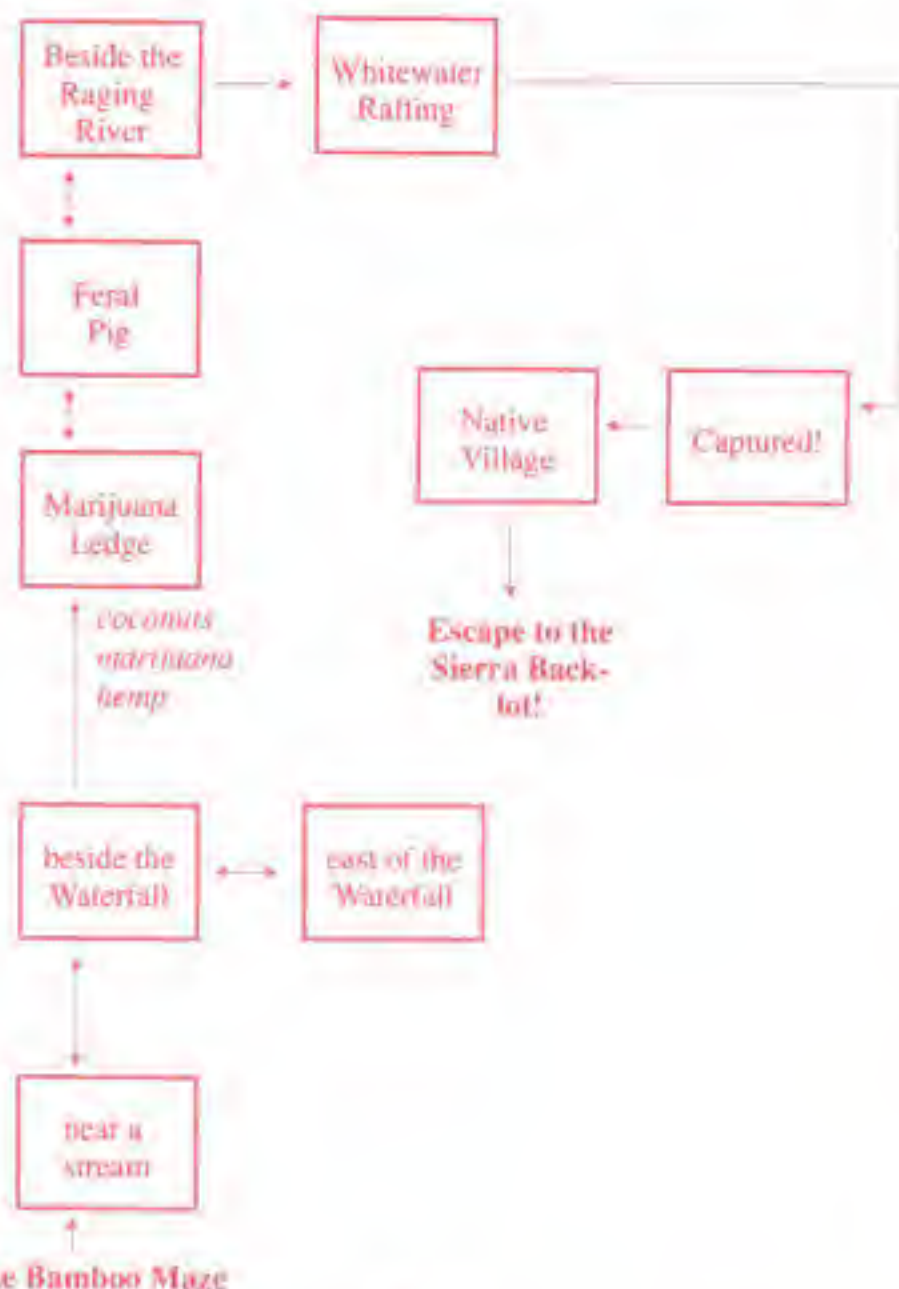 Beside the
Raging
River
Whitewater
Rafting
Feral
Pig
Native
Village
Captured!
Marijuana
Ledge
coconuts
marijuana
hemp
Escape to the
Sierra Back-
lot!
beside the
Waterfall
east of the
Waterfall
near a
stream
Bamboo Maze